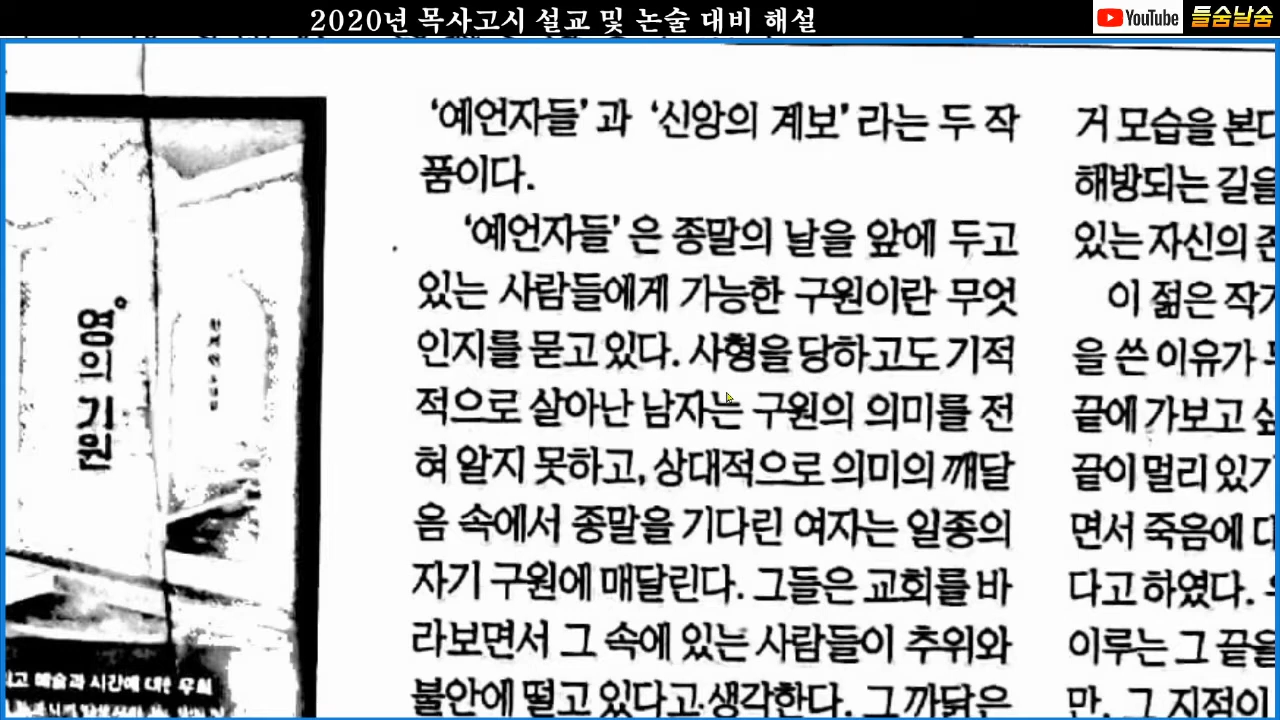 2020년 목사고시 설교 및 논술 대비 해설
YouTube 들숨날숨
영의 기원
‘예언자들’과 ‘신앙의 계보’라는 두 작
품이다.
‘예언자들’은 종말의 날을 앞에 두고
있는 사람들에게 가능한 구원이란 무엇
인지를 묻고 있다. 사형을 당하고도 기적
적으로 살아난 남자는 구원의 의미를 전
혀 알지 못하고, 상대적으로 의미의 깨달
음 속에서 종말을 기다린 여자는 일종의
자기 구원에 매달린다. 그들은 교회를 바
라보면서 그 속에 있는 사람들이 추위와
불안에 떨고 있다고 생각한다. 그 까닭은
거 모습을 본다
해방되는 길을
있는 자신의
이 젊은 작가
을 쓴 이유가
끝에 가보고
끝이 멀리 있기
면서 죽음에
다고 하였다.
이루는 그 끝을
만, 그 지점이
예술과 시간에 대한